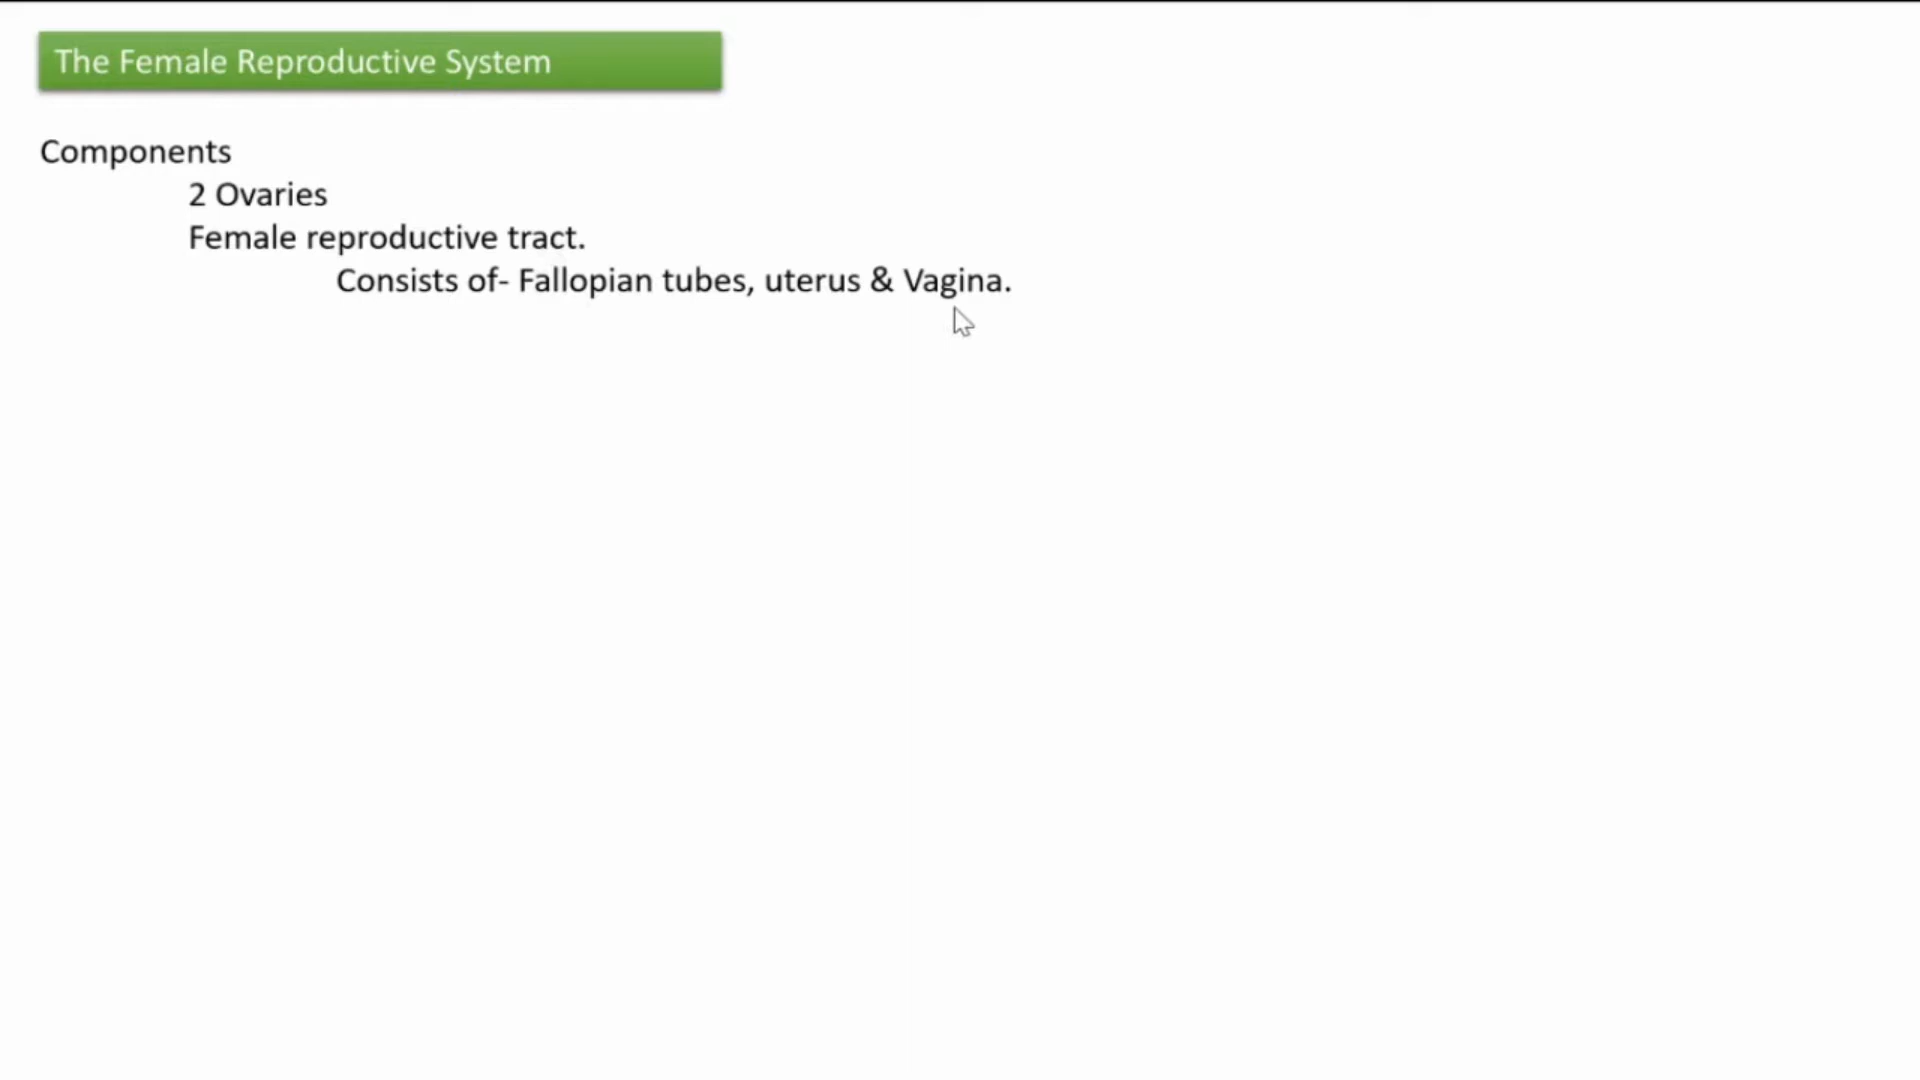 The Female Reproductive System
Components
2 Ovaries
Female reproductive tract.
Consists of- Fallopian tubes, uterus & Vagina.